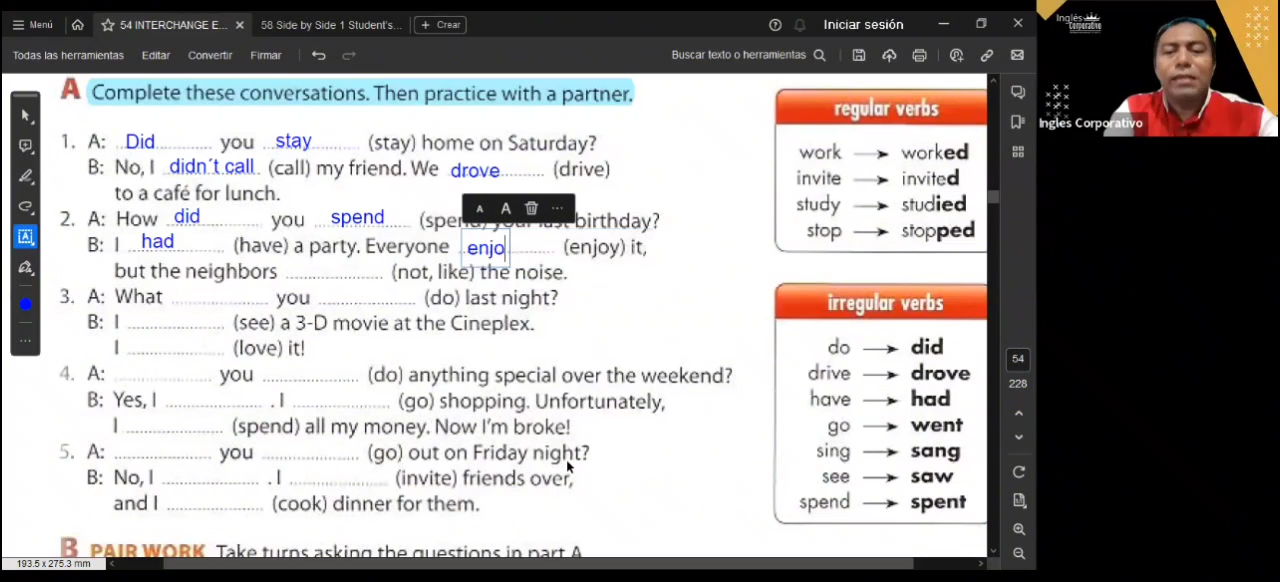 Menú
54 INTERCHANGE E...
58 Side by Side 1 Student's...
+ Crear
Iniciar sesión
Todas las herramientas
Editar
Convertir
Firmar
Buscar texto o herramientas
Inglés
Corporativo
Ingles Corporativo
A Complete these conversations. Then practice with a partner.
1. A: Did you stay (stay) home on Saturday?
B: No, I didn´t call (call) my friend. We drove (drive)
to a café for lunch.
2. A: How did you spend (spend) your last birthday?
B: I had (have) a party. Everyone enjo (enjoy) it,
but the neighbors (not, like) the noise.
3. A: What you (do) last night?
B: I (see) a 3-D movie at the Cineplex.
I (love) it!
4. A: you (do) anything special over the weekend?
B: Yes, I . I (go) shopping. Unfortunately,
I (spend) all my money. Now I'm broke!
5. A: you (go) out on Friday night?
B: No, I . I (invite) friends over,
and I (cook) dinner for them.
B PAIR WORK Take turns asking the questions in part A.
regular verbs
work → worked
invite → invited
study → studied
stop → stopped
irregular verbs
do → did
drive → drove
have → had
go → went
sing → sang
see → saw
spend → spent
A A ...
54
228
193.5 x 275.3 mm